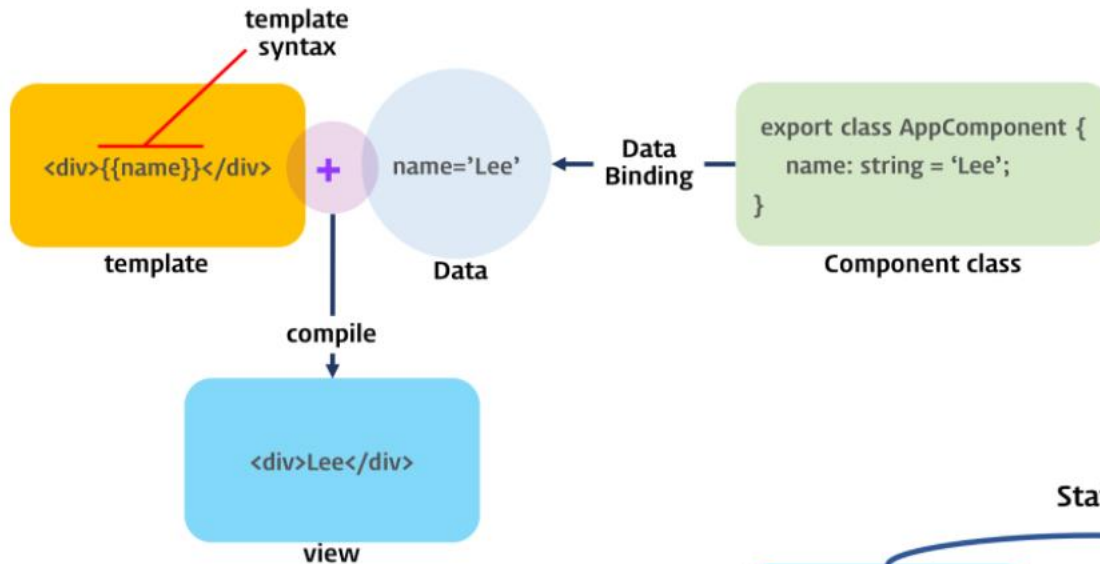 template
syntax
<div>{{name}}</div>
+
name=’Lee’
Data
Binding
export class AppComponent {
name: string = ‘Lee’;
}
template
Data
Component class
compile
<div>Lee</div>
view